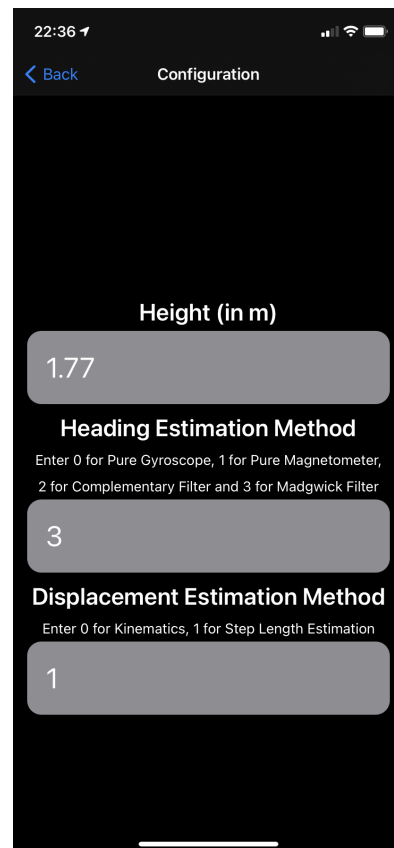 22:36
Back
Configuration
Height (in m)
1.77
Heading Estimation Method
Enter 0 for Pure Gyroscope, 1 for Pure Magnetometer,
2 for Complementary Filter and 3 for Madgwick Filter
3
Displacement Estimation Method
Enter 0 for Kinematics, 1 for Step Length Estimation
1